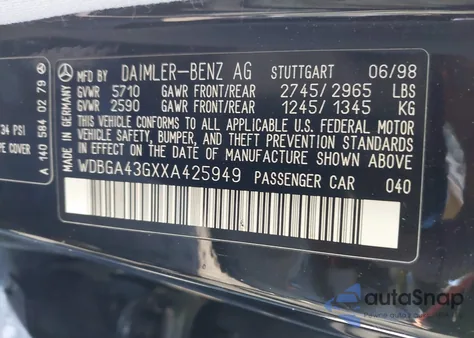 MFD BY DAIMLER-BENZ AG STUTTGART 06/98
GVWR 5710 GAWR FRONT/REAR 2745/2965 LBS
GVWR 2590 GAWR FRONT/REAR 1245/1345 KG
THIS VEHICLE CONFORMS TO ALL APPLICABLE U.S. FEDERAL MOTOR
VEHICLE SAFETY, BUMPER, AND THEFT PREVENTION STANDARDS
IN EFFECT ON THE DATE OF MANUFACTURE SHOWN ABOVE.
WDBGA43GXXA425949 PASSENGER CAR 040
MADE IN GERMANY
A 140 584 02 79
34 PSI
E COVER
autoSnap